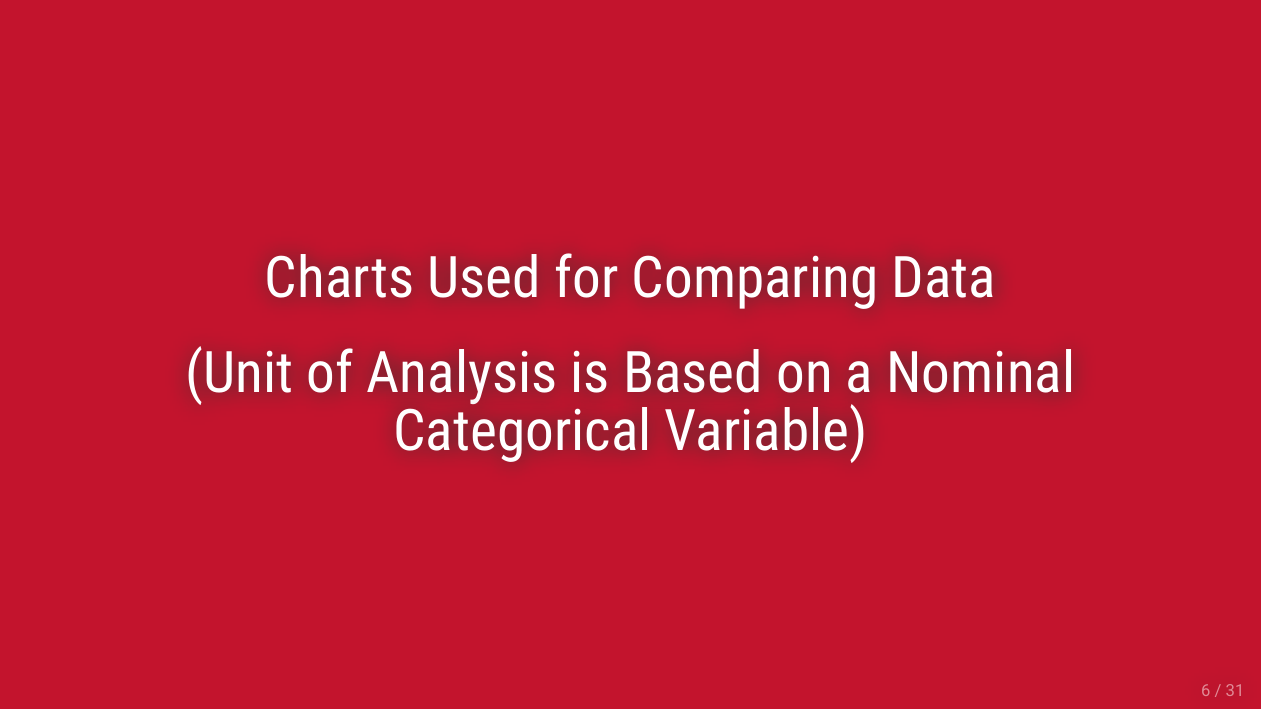 Charts Used for Comparing Data
(Unit of Analysis is Based on a Nominal
Categorical Variable)
6 / 31